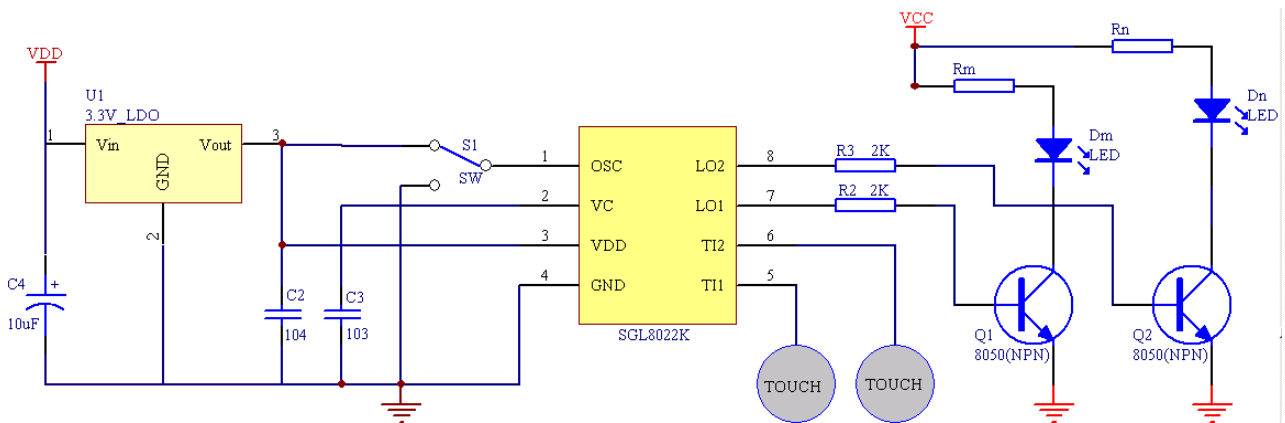 VDD
U1
3.3V_LDO
1
Vin
Vout
3
GND
2
C4
+
10uF
C2
104
C3
103
S1
SW
1
OSC
2
VC
3
VDD
4
GND
LO2
8
LO1
7
TI2
6
TI1
5
SGL8022K
R3 2K
R2 2K
TOUCH
TOUCH
VCC
Rm
Rn
Dm
LED
Dn
LED
Q1
8050(NPN)
Q2
8050(NPN)